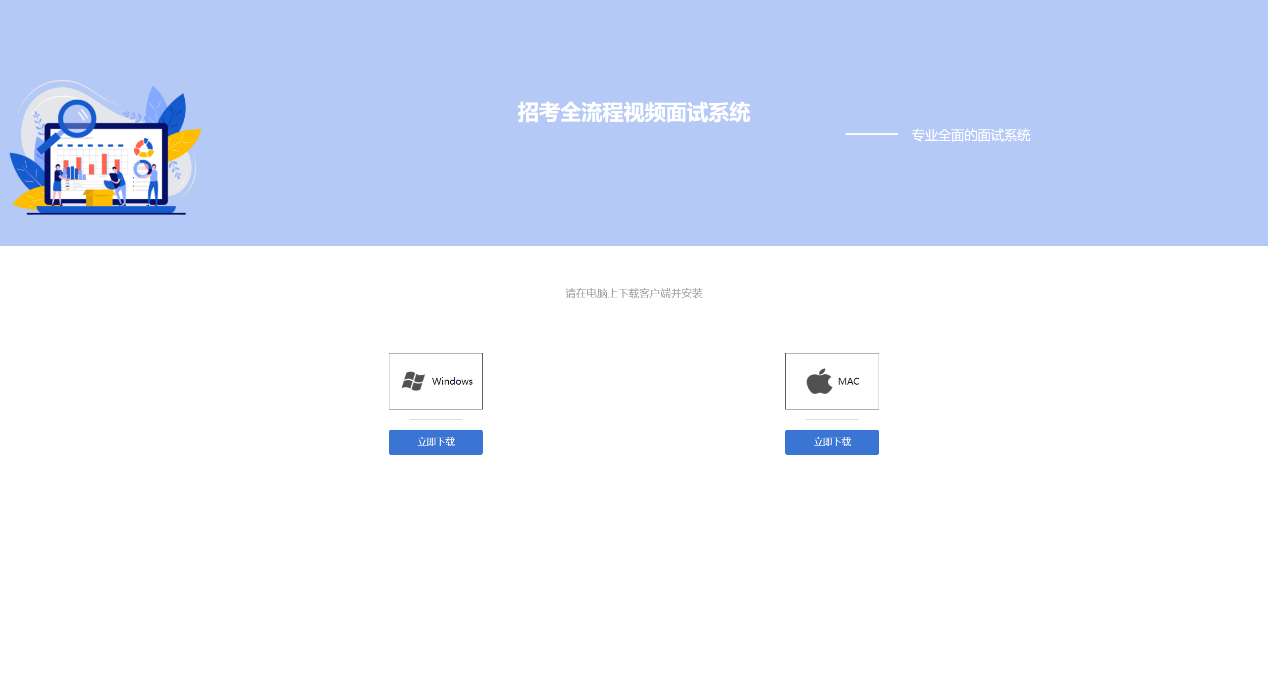 招考全流程视频面试系统
专业全面的面试系统
请在电脑上下载客户端并安装
Windows
MAC
立即下载
立即下载